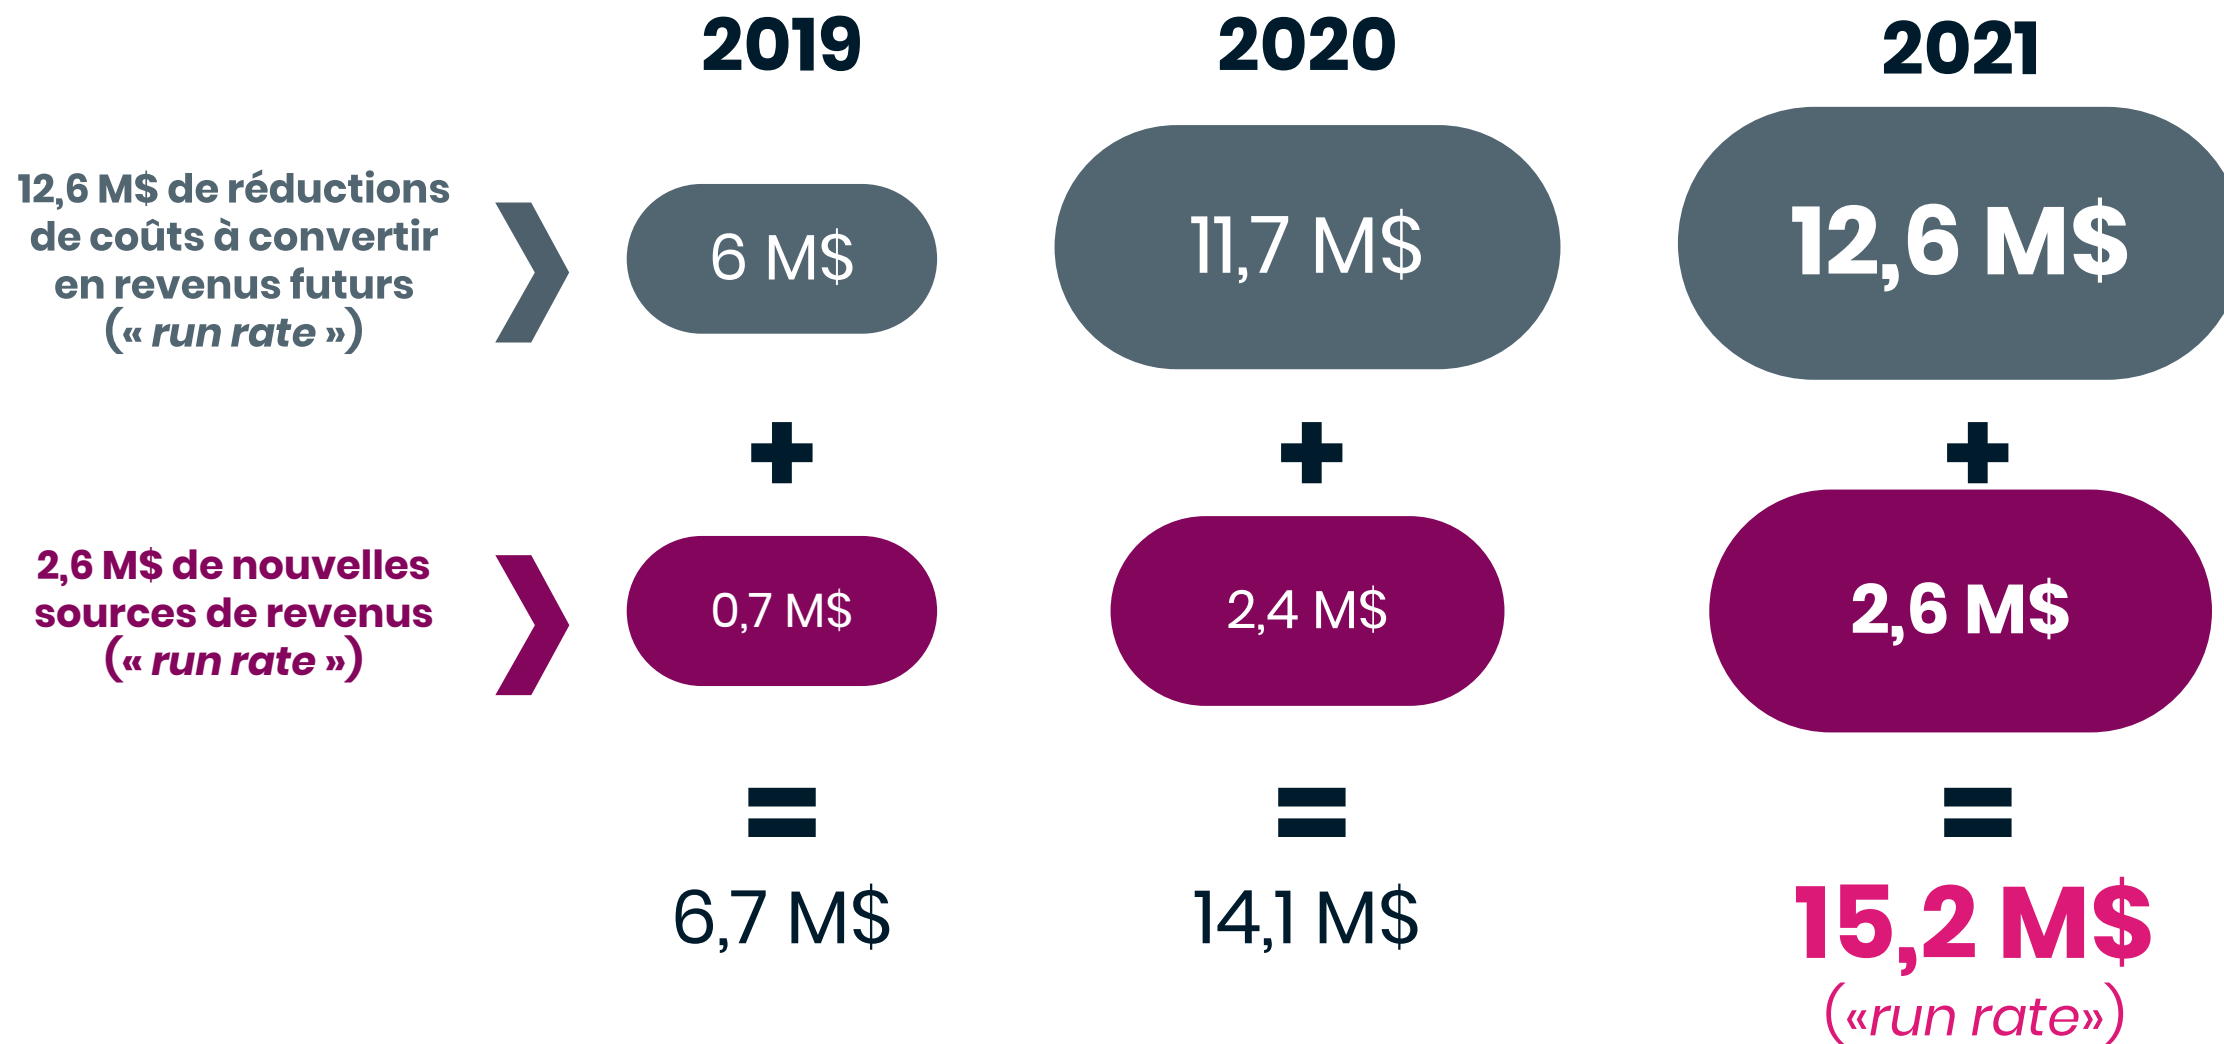 2019
2020
2021
12,6 M$ de réductions
de coûts à convertir
en revenus futurs
(« run rate »)
6 M$
11,7 M$
12,6 M$
+
+
+
2,6 M$ de nouvelles
sources de revenus
(« run rate »)
0,7 M$
2,4 M$
2,6 M$
=
=
=
6,7 M$
14,1 M$
15,2 M$
(«run rate»)